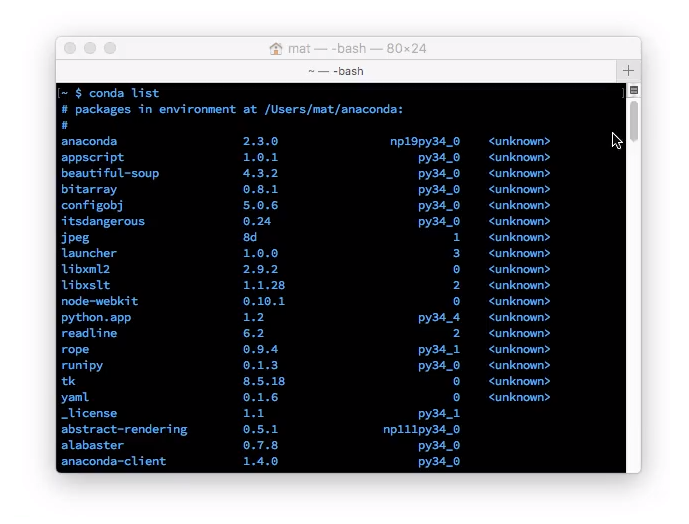 mat — -bash — 80×24
~ — -bash
[~ $ conda list ]
# packages in environment at /Users/mat/anaconda:
#
anaconda 2.3.0 np19py34_0 <unknown>
appscript 1.0.1 py34_0 <unknown>
beautiful-soup 4.3.2 py34_0 <unknown>
bitarray 0.8.1 py34_0 <unknown>
configobj 5.0.6 py34_0 <unknown>
itsdangerous 0.24 py34_0 <unknown>
jpeg 8d 1 <unknown>
launcher 1.0.0 3 <unknown>
libxml2 2.9.2 0 <unknown>
libxslt 1.1.28 2 <unknown>
node-webkit 0.10.1 0 <unknown>
python.app 1.2 py34_4 <unknown>
readline 6.2 2 <unknown>
rope 0.9.4 py34_1 <unknown>
runipy 0.1.3 py34_0 <unknown>
tk 8.5.18 0 <unknown>
yaml 0.1.6 0 <unknown>
_license 1.1 py34_1
abstract-rendering 0.5.1 np111py34_0
alabaster 0.7.8 py34_0
anaconda-client 1.4.0 py34_0